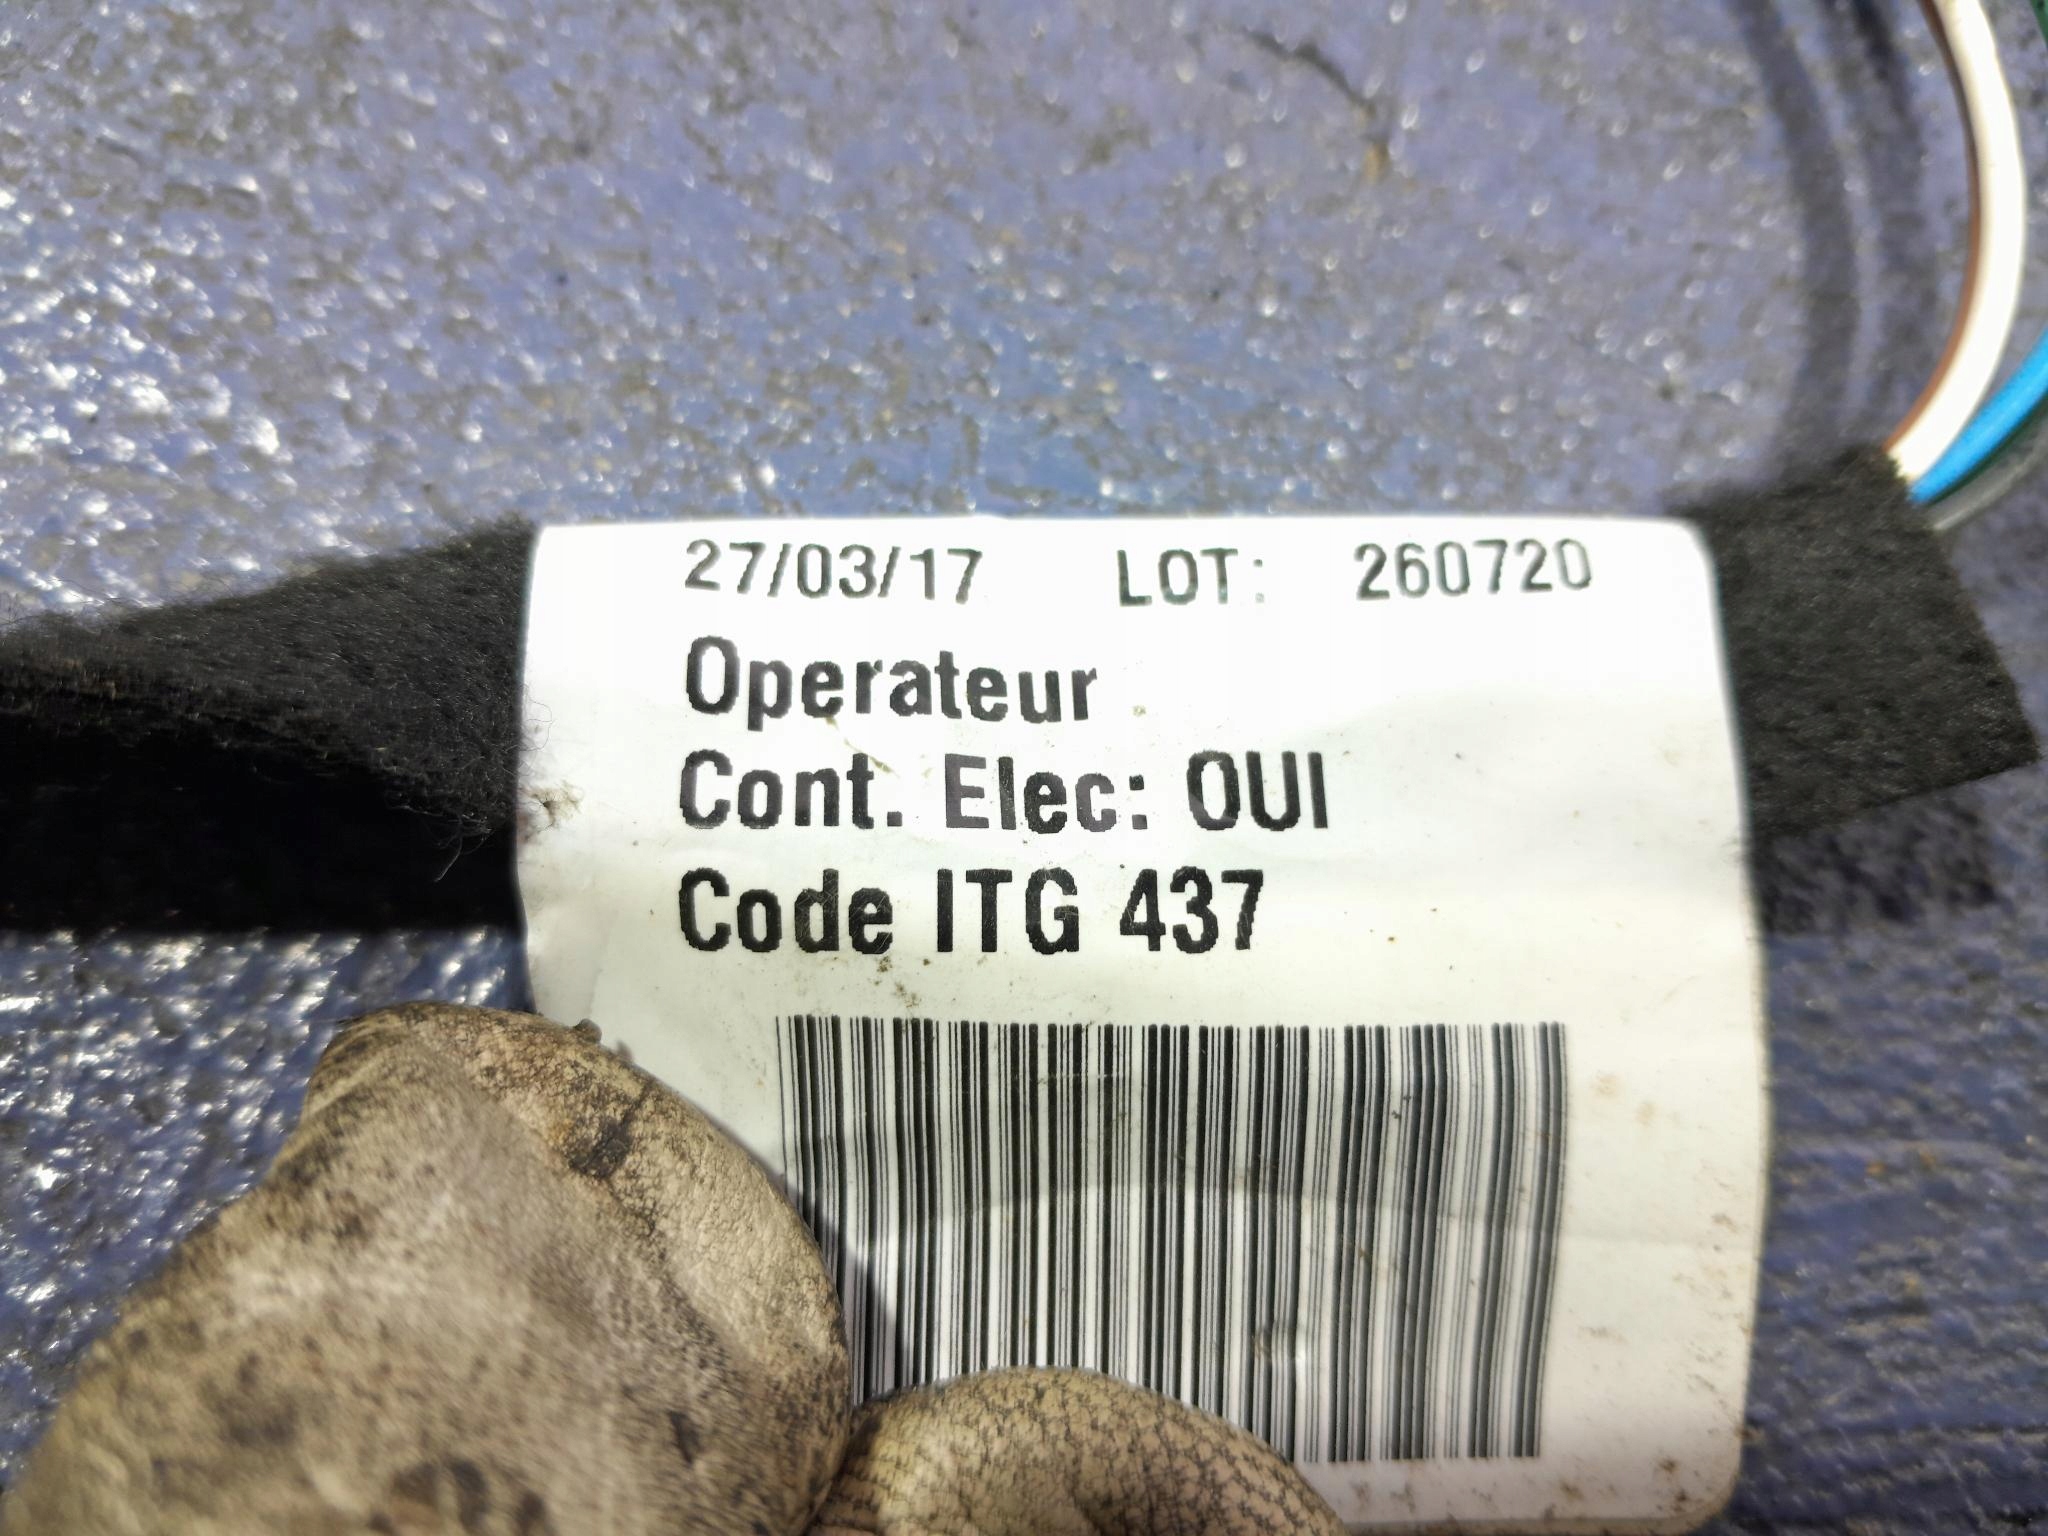 27/03/17 LOT: 260720
Operateur
Cont. Elec: OUI
Code ITG 437